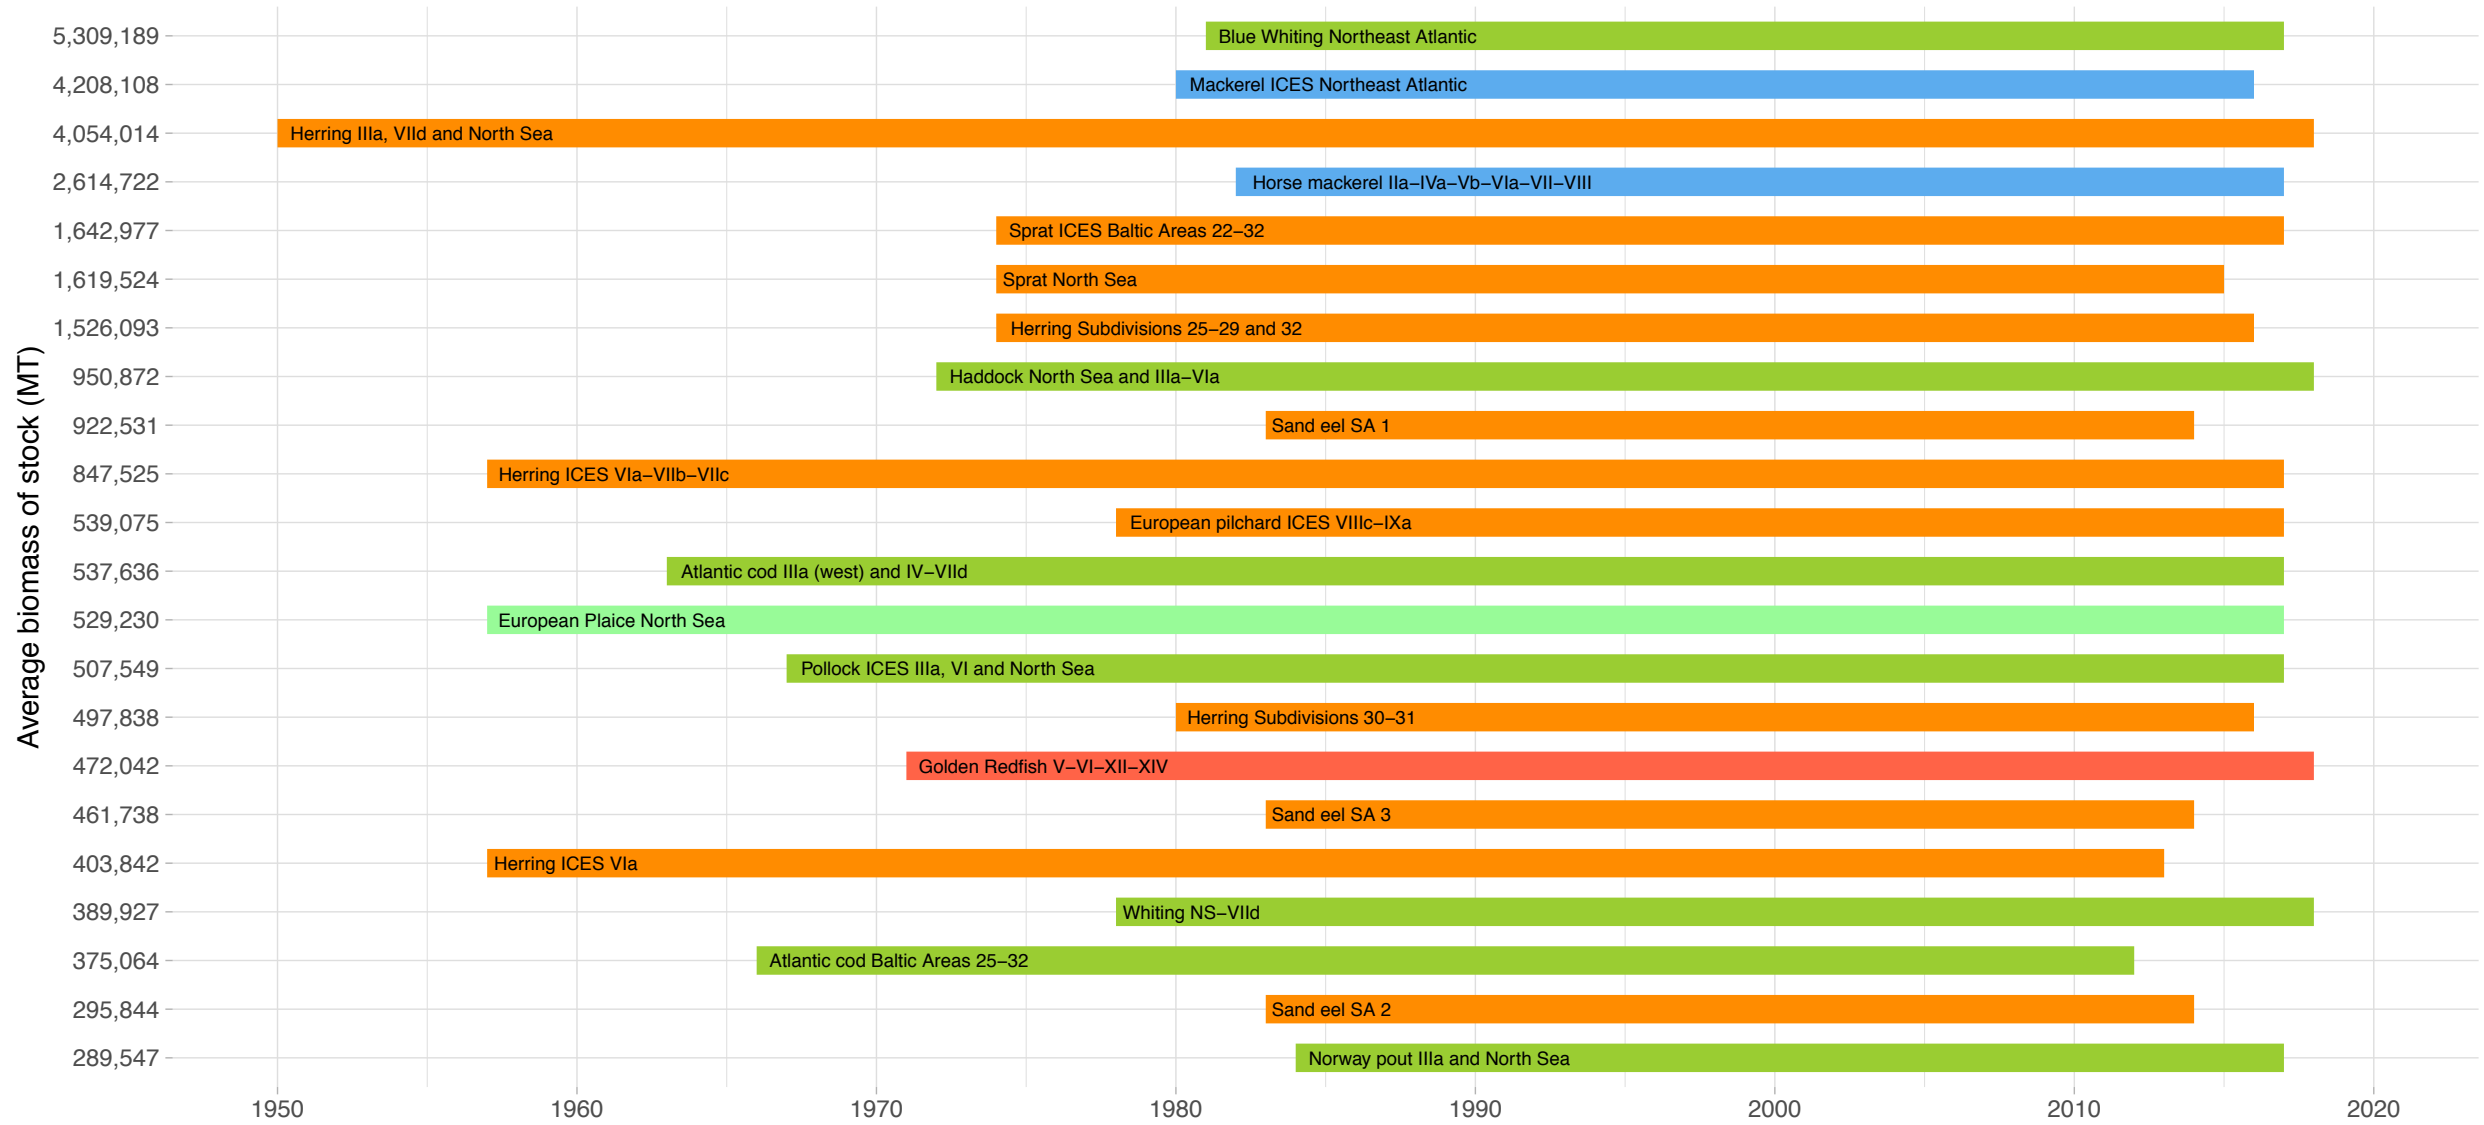 Average biomass of stock (MT)
5,309,189 Blue Whiting Northeast Atlantic
4,208,108 Mackerel ICES Northeast Atlantic
4,054,014 Herring IIIa, VIId and North Sea
2,614,722 Horse mackerel IIa–IVa–Vb–VIa–VII–VIII
1,642,977 Sprat ICES Baltic Areas 22–32
1,619,524 Sprat North Sea
1,526,093 Herring Subdivisions 25–29 and 32
950,872 Haddock North Sea and IIIa–VIa
922,531 Sand eel SA 1
847,525 Herring ICES VIa–VIIb–VIIc
539,075 European pilchard ICES VIIIc–IXa
537,636 Atlantic cod IIIa (west) and IV–VIId
529,230 European Plaice North Sea
507,549 Pollock ICES IIIa, VI and North Sea
497,838 Herring Subdivisions 30–31
472,042 Golden Redfish V–VI–XII–XIV
461,738 Sand eel SA 3
403,842 Herring ICES VIa
389,927 Whiting NS–VIId
375,064 Atlantic cod Baltic Areas 25–32
295,844 Sand eel SA 2
289,547 Norway pout IIIa and North Sea
1950 1960 1970 1980 1990 2000 2010 2020